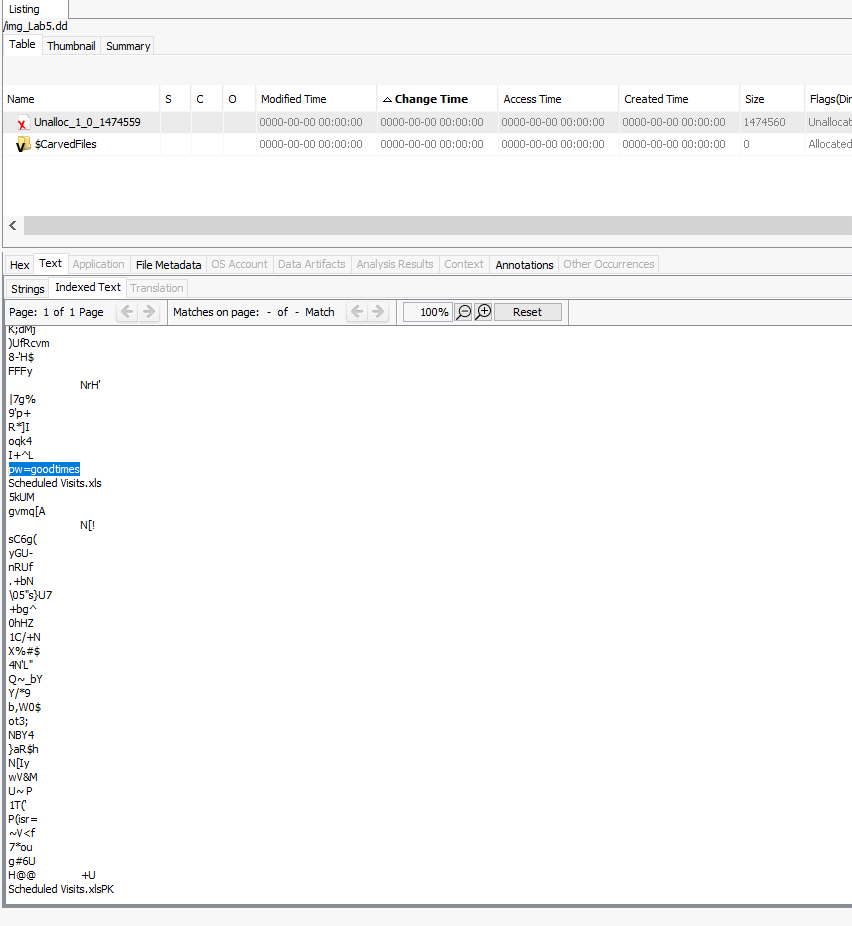 Listing
/img_Lab5.dd
Table Thumbnail Summary
Name S C O Modified Time Change Time Access Time Created Time Size Flags(Dir
Unalloc_1_0_1474559 0000-00-00 00:00:00 0000-00-00 00:00:00 0000-00-00 00:00:00 0000-00-00 00:00:00 1474560 Unallocat
$CarvedFiles 0000-00-00 00:00:00 0000-00-00 00:00:00 0000-00-00 00:00:00 0000-00-00 00:00:00 0 Allocated
Hex Text Application File Metadata OS Account Data Artifacts Analysis Results Context Annotations Other Occurrences
Strings Indexed Text Translation
Page: 1 of 1 Page Matches on page: - of - Match 100% Reset
K;dMj
)UfRcvm
8-'H$
FFFy
NrH'
|7g%
9'p+
R*]I
oqk4
I+^L
pw=goodtimes
Scheduled Visits.xls
5kUM
gvmq[A
N[!
sC6g(
yGU-
nRUf
.+bN
\05"s}U7
+bg^
0hHZ
1C/+N
X%#$
4N'L"
Q~_bY
Y/*9
b,W0$
ot3;
NBY4
}aR$h
N[Iy
wV&M
U~ P
1T('
P(isr=
~V<f
7*ou
g#6U
H@@ +U
Scheduled Visits.xlsPK